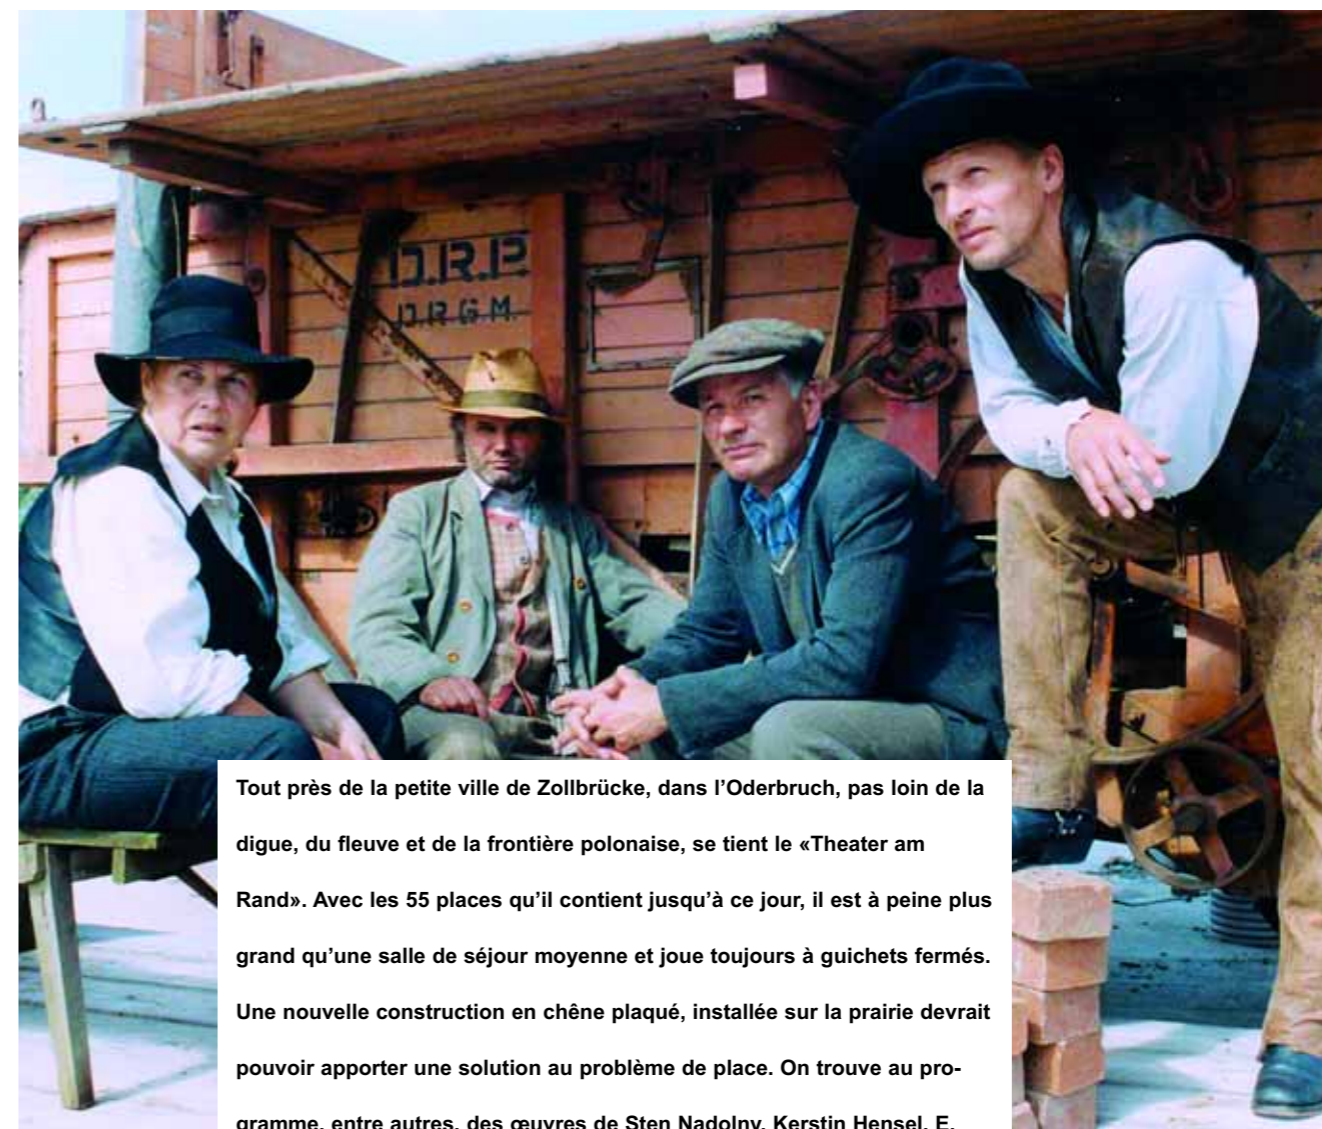 D.R.P.
D.R.G.M.
Tout près de la petite ville de Zollbrücke, dans l’Oderbruch, pas loin de la
digue, du fleuve et de la frontière polonaise, se tient le «Theater am
Rand». Avec les 55 places qu’il contient jusqu’à ce jour, il est à peine plus
grand qu’une salle de séjour moyenne et joue toujours à guichets fermés.
Une nouvelle construction en chêne plaqué, installée sur la prairie devrait
pouvoir apporter une solution au problème de place. On trouve au pro-
gramme, entre autres, des œuvres de Sten Nadolny, Kerstin Hensel, E.